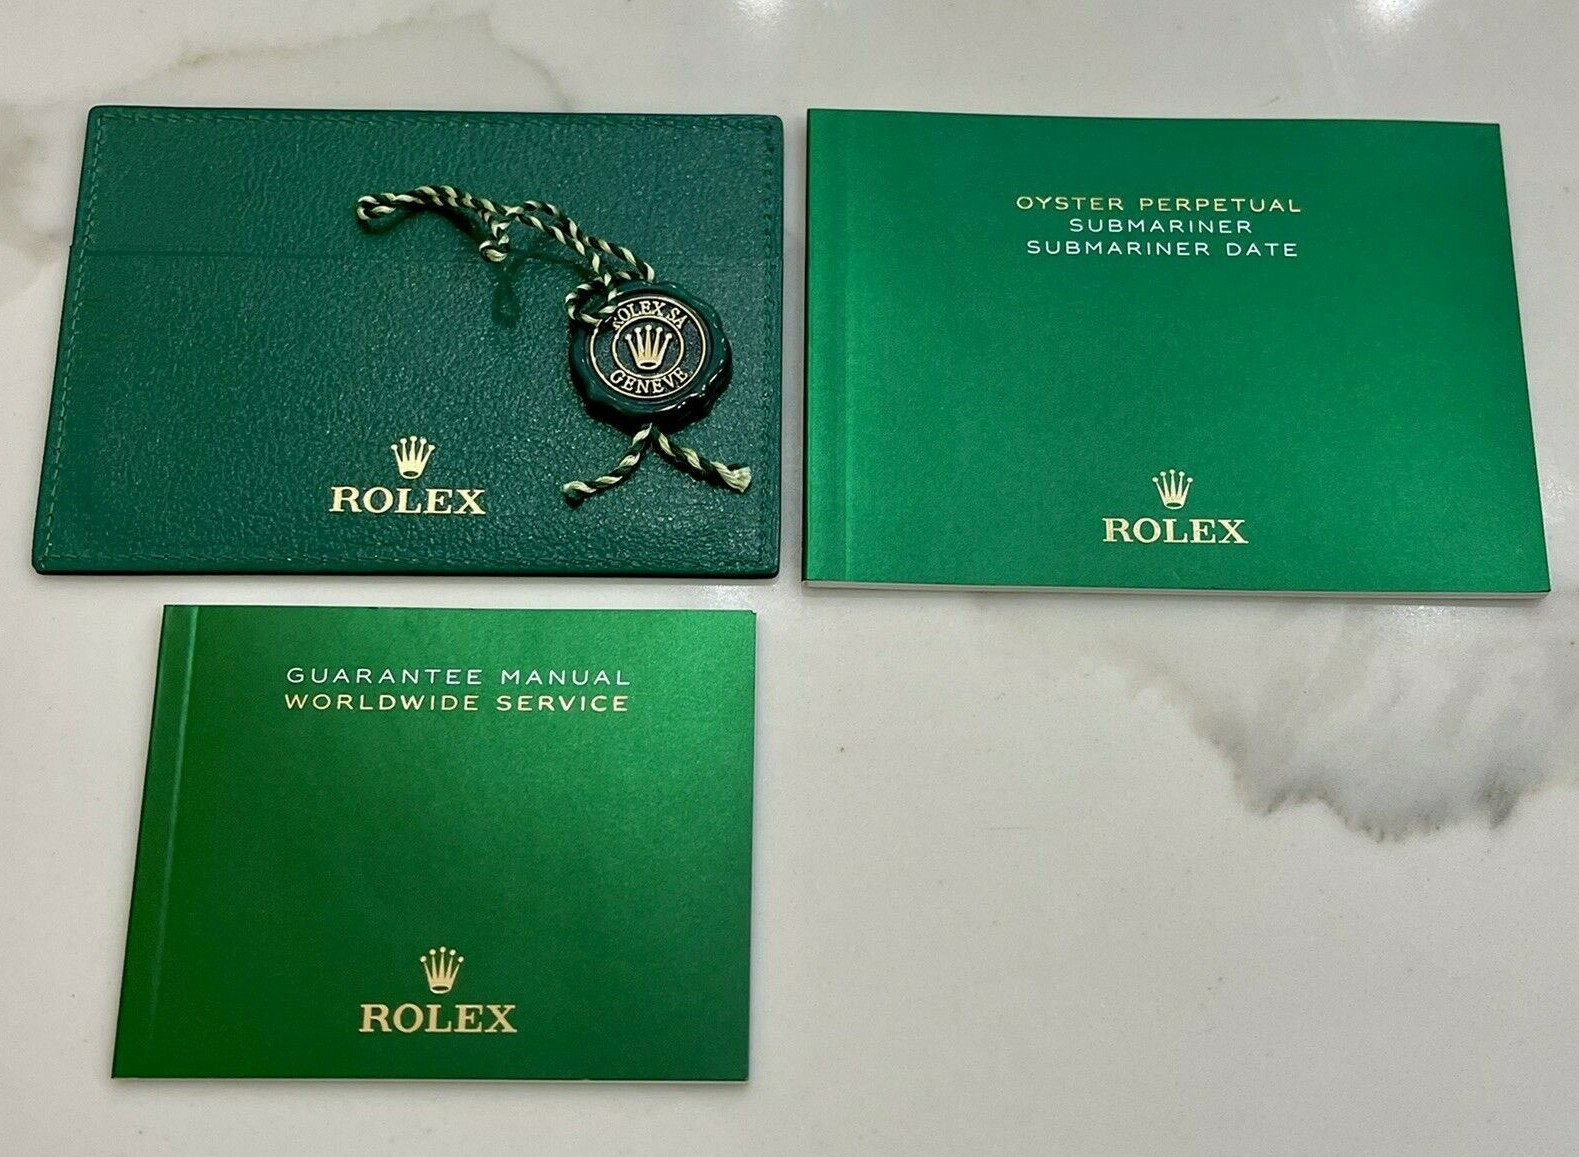 ROLEX SA
GENEVE
ROLEX
OYSTER PERPETUAL
SUBMARINER
SUBMARINER DATE
ROLEX
GUARANTEE MANUAL
WORLDWIDE SERVICE
ROLEX